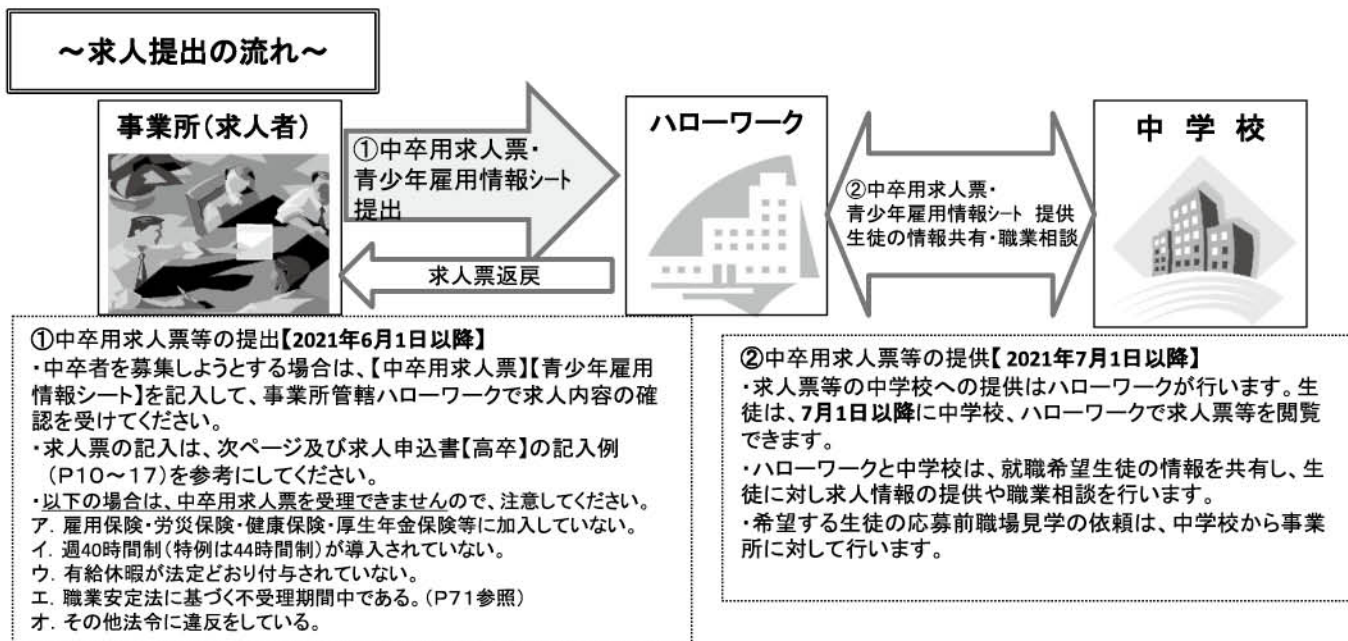 ～求人提出の流れ～
事業所(求人者)
①中卒用求人票・
青少年雇用情報シート
提出
求人票返戻
ハローワーク
②中卒用求人票・
青少年雇用情報シート 提供
生徒の情報共有・職業相談
中 学 校
①中卒用求人票等の提出【2021年6月1日以降】
・中卒者を募集しようとする場合は、【中卒用求人票】【青少年雇用
情報シート】を記入して、事業所管轄ハローワークで求人内容の確
認を受けてください。
・求人票の記入は、次ページ及び求人申込書【高卒】の記入例
(P10～17)を参考にしてください。
・以下の場合は、中卒用求人票を受理できませんので、注意してください。
ア. 雇用保険・労災保険・健康保険・厚生年金保険等に加入していない。
イ. 週40時間制(特例は44時間制)が導入されていない。
ウ. 有給休暇が法定どおり付与されていない。
エ. 職業安定法に基づく不受理期間中である。(P71参照)
オ. その他法令に違反をしている。
②中卒用求人票等の提供【 2021年7月1日以降】
・求人票等の中学校への提供はハローワークが行います。生
徒は、7月1日以降に中学校、ハローワークで求人票等を閲覧
できます。
・ハローワークと中学校は、就職希望生徒の情報を共有し、生
徒に対し求人情報の提供や職業相談を行います。
・希望する生徒の応募前職場見学の依頼は、中学校から事業
所に対して行います。